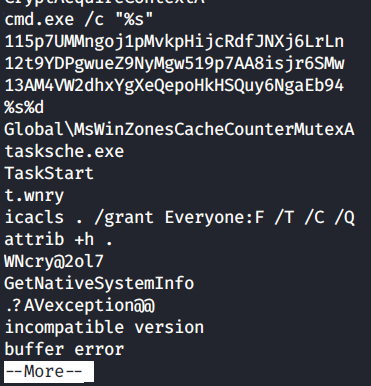 CryptAcquireContextA
cmd.exe /c "%s"
115p7UMMngoj1pMvkpHijcRdfJNXj6LrLn
12t9YDPgwueZ9NyMgw519p7AA8isjr6SMw
13AM4VW2dhxYgXeQepoHkHSQuy6NgaEb94
%s%d
Global\MsWinZonesCacheCounterMutexA
tasksche.exe
TaskStart
t.wnry
icacls . /grant Everyone:F /T /C /Q
attrib +h .
WNcry@2ol7
GetNativeSystemInfo
.?AVexception@@
incompatible version
buffer error
--More--